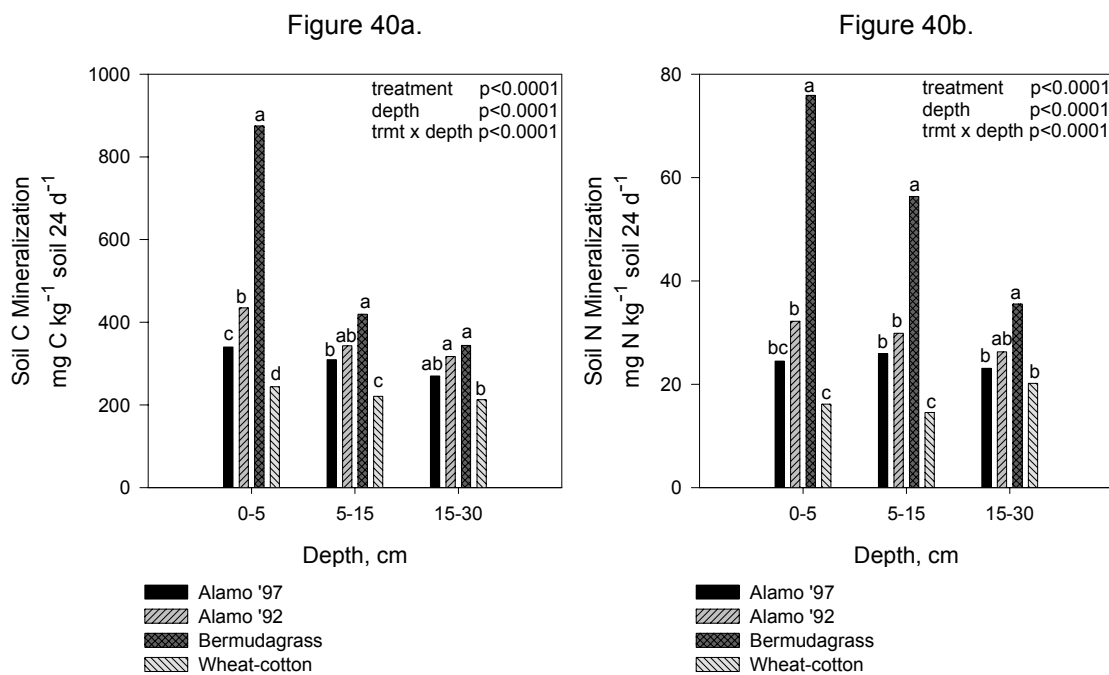 Figure 40a.
Soil C Mineralization
mg C kg⁻¹ soil 24 d⁻¹
1000
800
600
400
200
0
treatment p<0.0001
depth p<0.0001
trmt x depth p<0.0001
c b a d
b ab a c
ab a a b
0-5 5-15 15-30
Depth, cm
Alamo '97
Alamo '92
Bermudagrass
Wheat-cotton
Figure 40b.
Soil N Mineralization
mg N kg⁻¹ soil 24 d⁻¹
80
60
40
20
0
treatment p<0.0001
depth p<0.0001
trmt x depth p<0.0001
bc b a c
b b a c
b ab a b
0-5 5-15 15-30
Depth, cm
Alamo '97
Alamo '92
Bermudagrass
Wheat-cotton